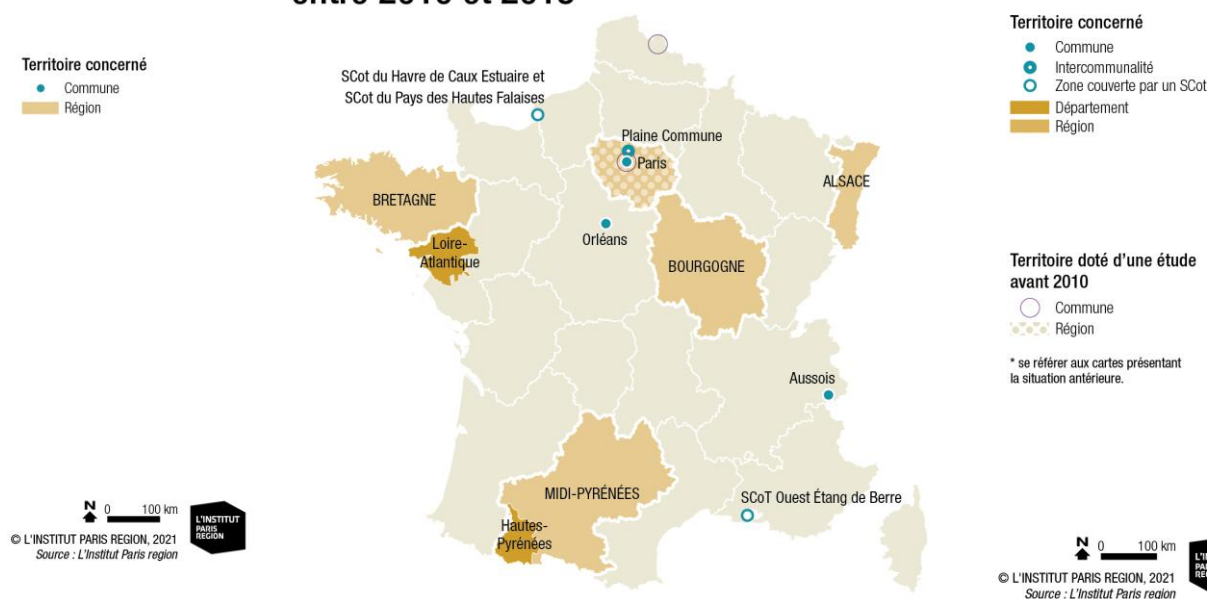 Territoire concerné
Commune
Région
N 0 100 km
© L'INSTITUT PARIS REGION, 2021
Source : L'Institut Paris region
L'INSTITUT
PARIS
REGION
SCot du Havre de Caux Estuaire et
SCot du Pays des Hautes Falaises
Plaine Commune
Paris
ALSACE
BRETAGNE
Loire-
Atlantique
Orléans
BOURGOGNE
Aussois
MIDI-PYRÉNÉES
SCoT Ouest Étang de Berre
Hautes-
Pyrénées
Territoire concerné
Commune
Intercommunalité
Zone couverte par un SCot
Département
Région
Territoire doté d'une étude
avant 2010
Commune
Région
* se référer aux cartes présentant
la situation antérieure.
N 0 100 km
© L'INSTITUT PARIS REGION, 2021
Source : L'Institut Paris region